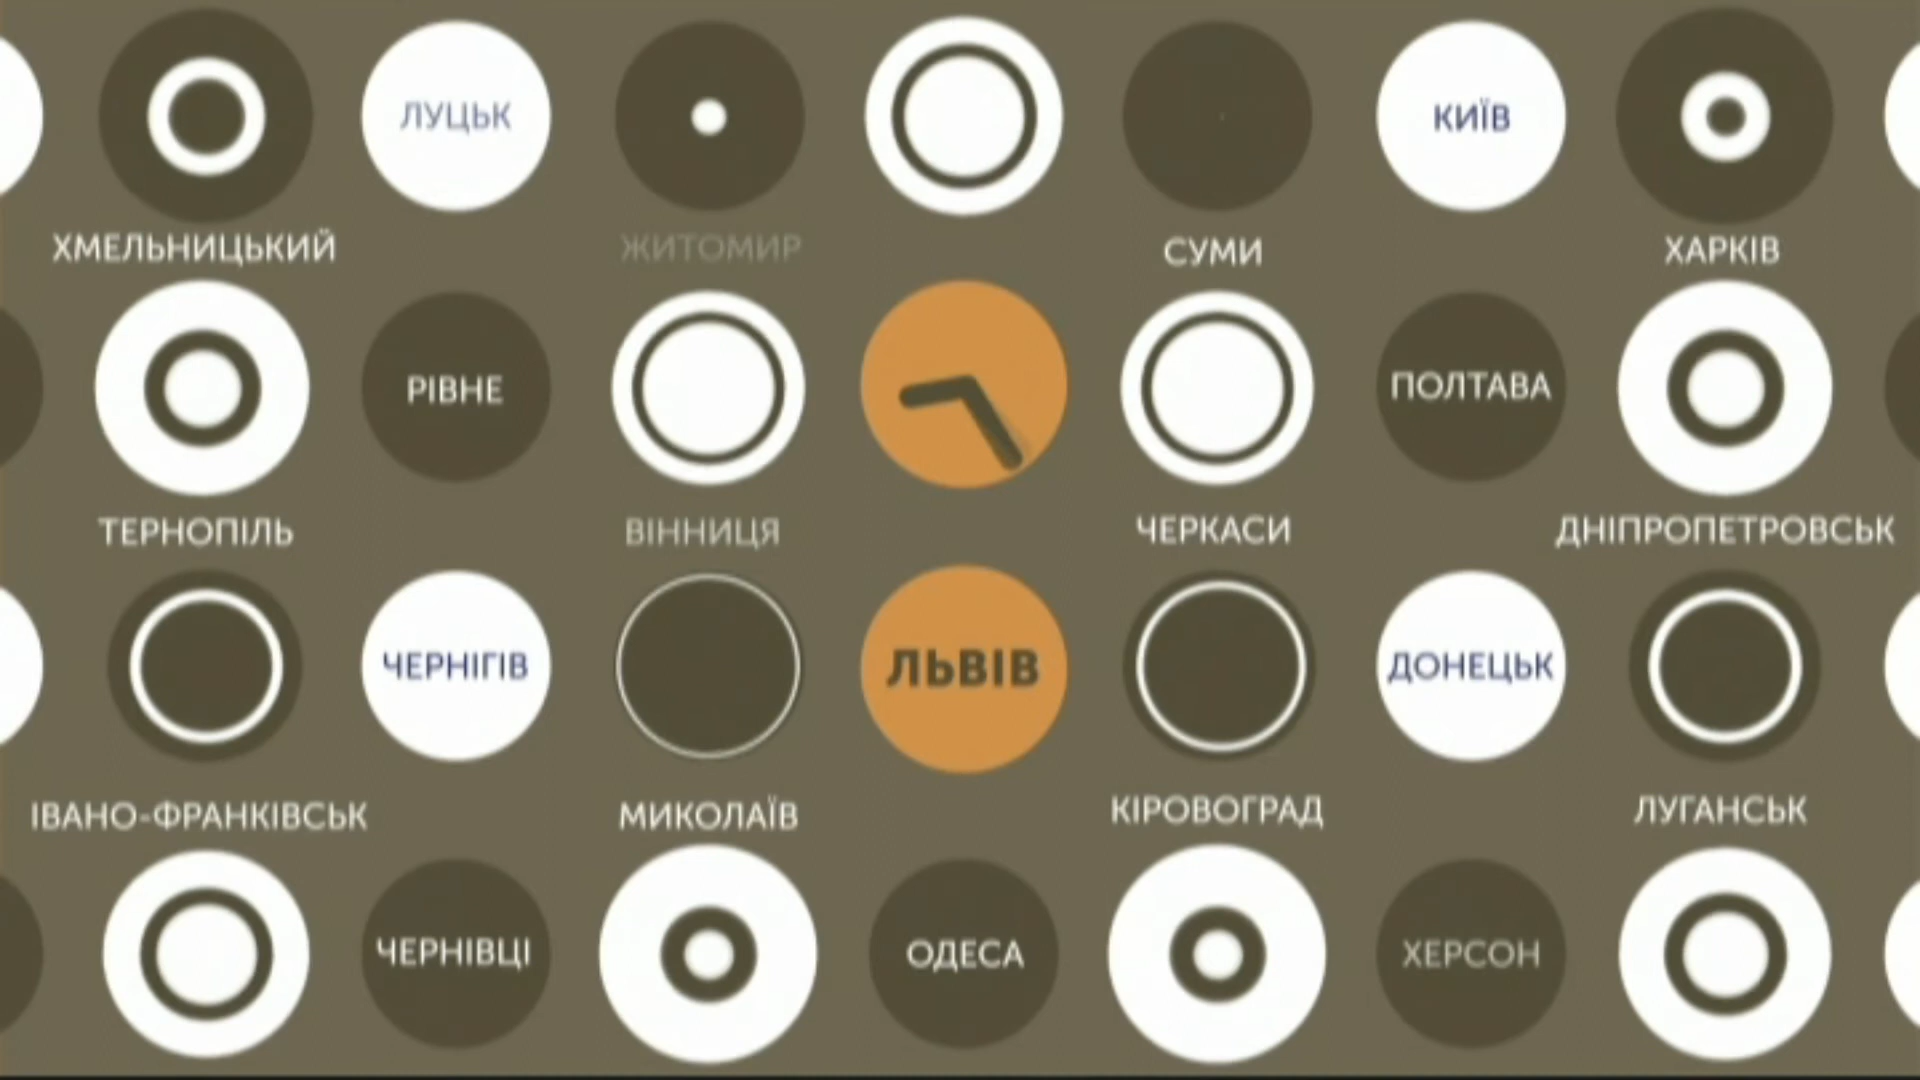 ЛУЦЬК
КИЇВ
ХМЕЛЬНИЦЬКИЙ
ЖИТОМИР
СУМИ
ХАРКІВ
РІВНЕ
ПОЛТАВА
ТЕРНОПІЛЬ
ВІННИЦЯ
ЧЕРКАСИ
ДНІПРОПЕТРОВСЬК
ЧЕРНІГІВ
ЛЬВІВ
ДОНЕЦЬК
ІВАНО-ФРАНКІВСЬК
МИКОЛАЇВ
КІРОВОГРАД
ЛУГАНСЬК
ЧЕРНІВЦІ
ОДЕСА
ХЕРСОН